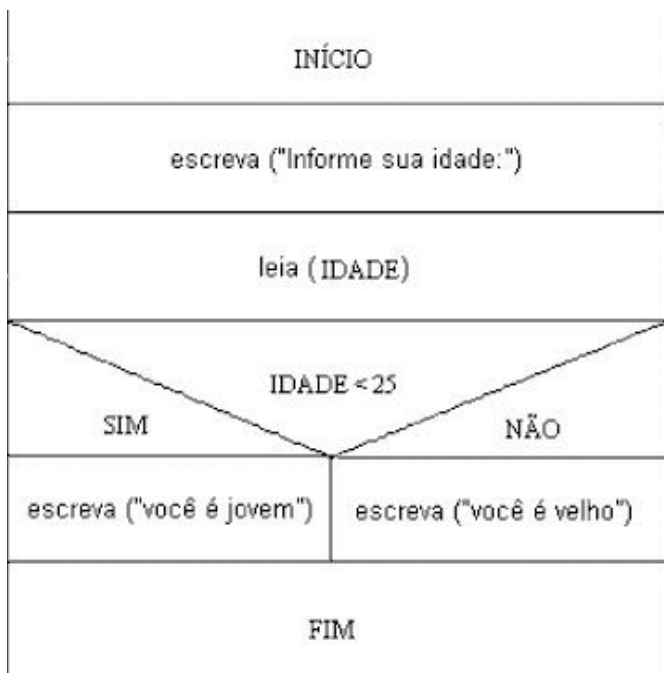 INÍCIO
escreva ("Informe sua idade:")
leia (IDADE)
IDADE < 25
SIM
NÃO
escreva ("você é jovem")
escreva ("você é velho")
FIM